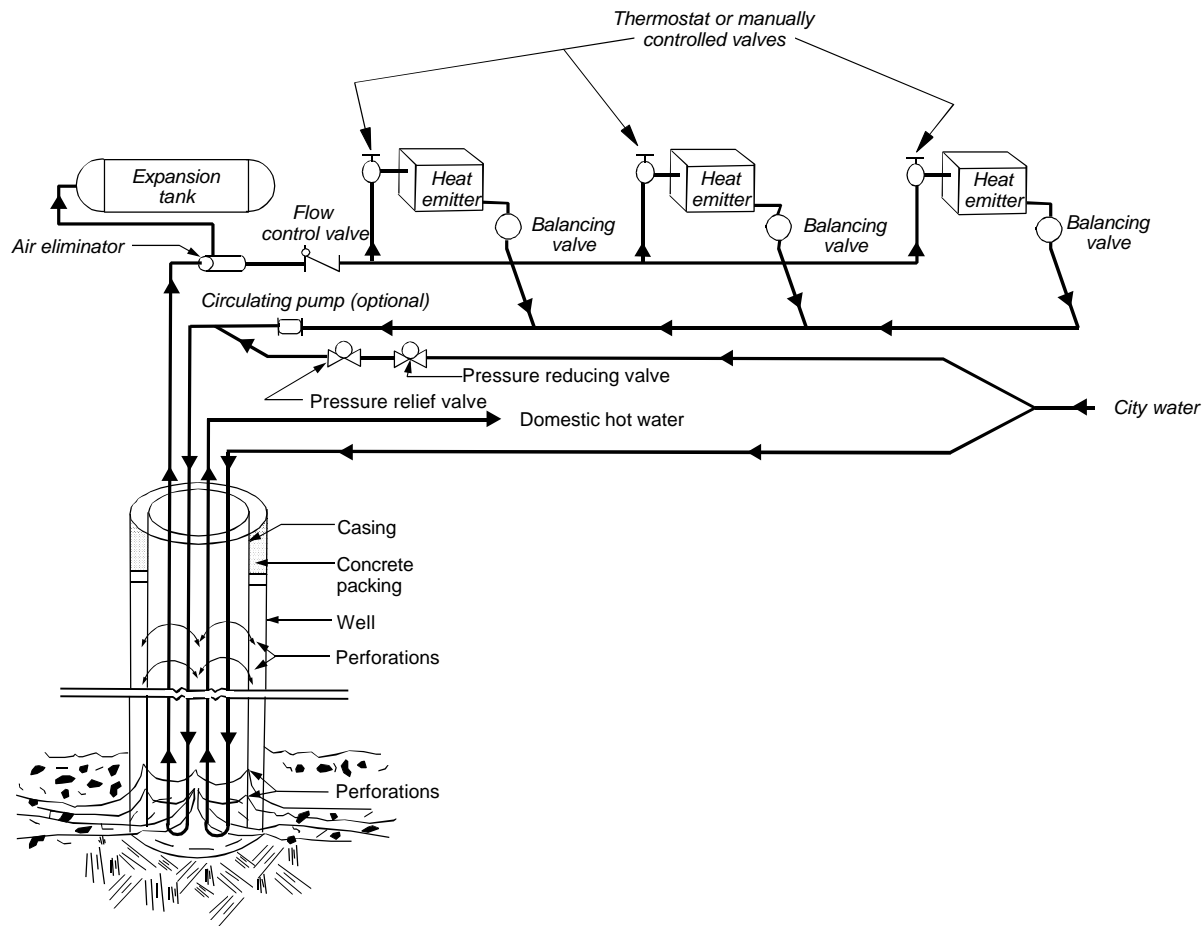 Thermostat or manually
controlled valves
Expansion
tank
Heat
emitter
Heat
emitter
Heat
emitter
Flow
control valve
Balancing
valve
Balancing
valve
Balancing
valve
Air eliminator
Circulating pump (optional)
Pressure reducing valve
Pressure relief valve
City water
Domestic hot water
Casing
Concrete
packing
Well
Perforations
Perforations